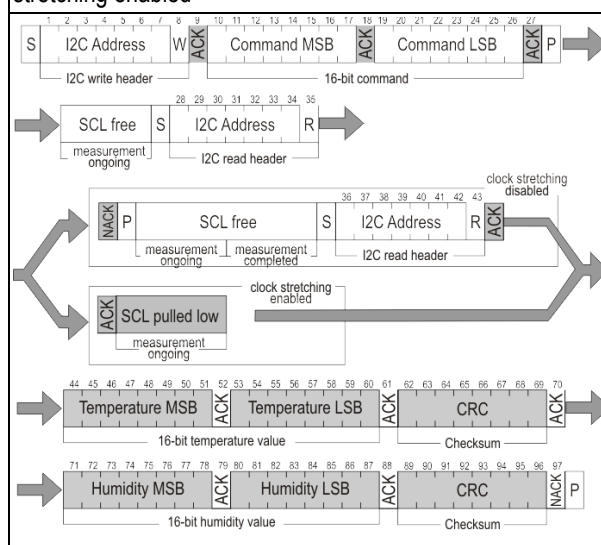 stretching enabled
1 2 3 4 5 6 7 8 9 10 11 12 13 14 15 16 17 18 19 20 21 22 23 24 25 26 27
S I2C Address W ACK Command MSB ACK Command LSB ACK P
I2C write header 16-bit command
28 29 30 31 32 33 34 35
SCL free S I2C Address R
measurement ongoing I2C read header
clock stretching disabled
36 37 38 39 40 41 42 43
NACK P SCL free S I2C Address R ACK
measurement ongoing measurement completed I2C read header
clock stretching enabled
ACK SCL pulled low
measurement ongoing
44 45 46 47 48 49 50 51 52 53 54 55 56 57 58 59 60 61 62 63 64 65 66 67 68 69 70
Temperature MSB ACK Temperature LSB ACK CRC ACK
16-bit temperature value Checksum
71 72 73 74 75 76 77 78 79 80 81 82 83 84 85 86 87 88 89 90 91 92 93 94 95 96 97
Humidity MSB ACK Humidity LSB ACK CRC NACK P
16-bit humidity value Checksum